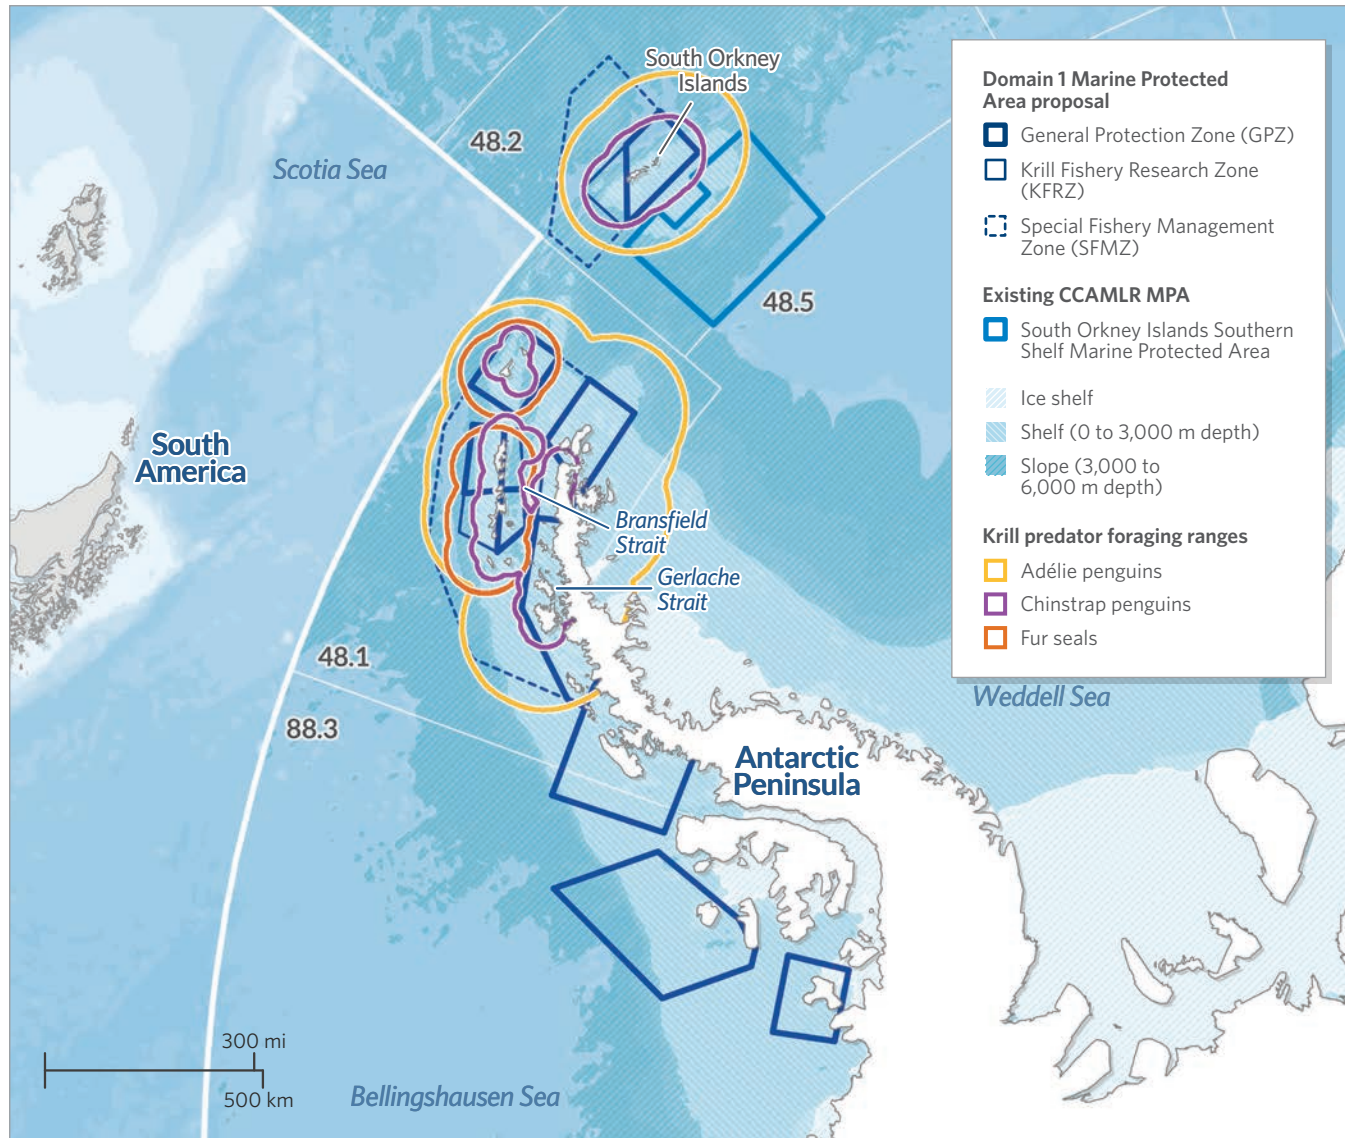 South Orkney
Islands
48.2
Scotia Sea
48.5
South
America
Bransfield
Strait
Gerlache
Strait
48.1
88.3
Weddell Sea
Antarctic
Peninsula
300 mi
500 km
Bellingshausen Sea
Domain 1 Marine Protected
Area proposal
General Protection Zone (GPZ)
Krill Fishery Research Zone
(KFRZ)
Special Fishery Management
Zone (SFMZ)
Existing CCAMLR MPA
South Orkney Islands Southern
Shelf Marine Protected Area
Ice shelf
Shelf (0 to 3,000 m depth)
Slope (3,000 to
6,000 m depth)
Krill predator foraging ranges
Adélie penguins
Chinstrap penguins
Fur seals